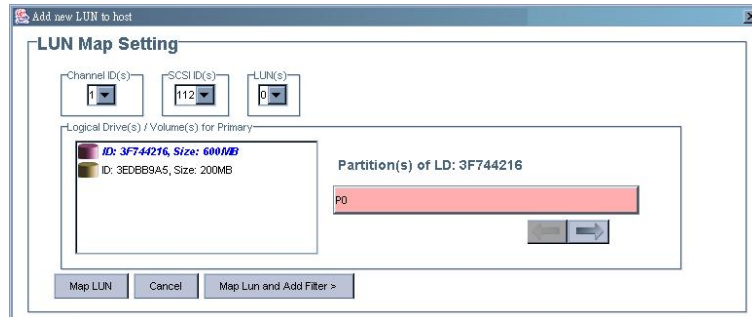 Add new LUN to host
LUN Map Setting
Channel ID(s)
SCSI ID(s)
LUN(s)
1
112
0
Logical Drive(s) / Volume(s) for Primary
ID: 3F744216, Size: 600MB
ID: 3EDBB9A5, Size: 200MB
Partition(s) of LD: 3F744216
P0
Map LUN
Cancel
Map Lun and Add Filter >